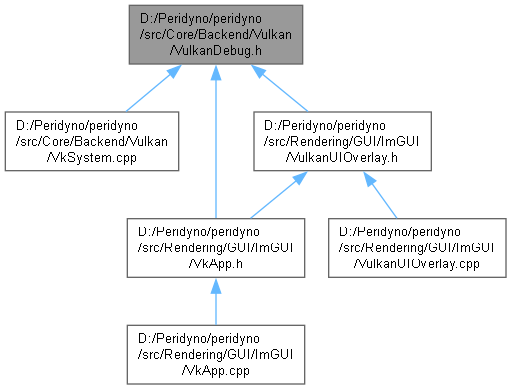 D:/Peridyno/peridyno
/src/Core/Backend/Vulkan
/VulkanDebug.h
D:/Peridyno/peridyno
/src/Core/Backend/Vulkan
/VkSystem.cpp
D:/Peridyno/peridyno
/src/Rendering/GUI/ImGUI
/VulkanUIOverlay.h
D:/Peridyno/peridyno
/src/Rendering/GUI/ImGUI
/VkApp.h
D:/Peridyno/peridyno
/src/Rendering/GUI/ImGUI
/VulkanUIOverlay.cpp
D:/Peridyno/peridyno
/src/Rendering/GUI/ImGUI
/VkApp.cpp